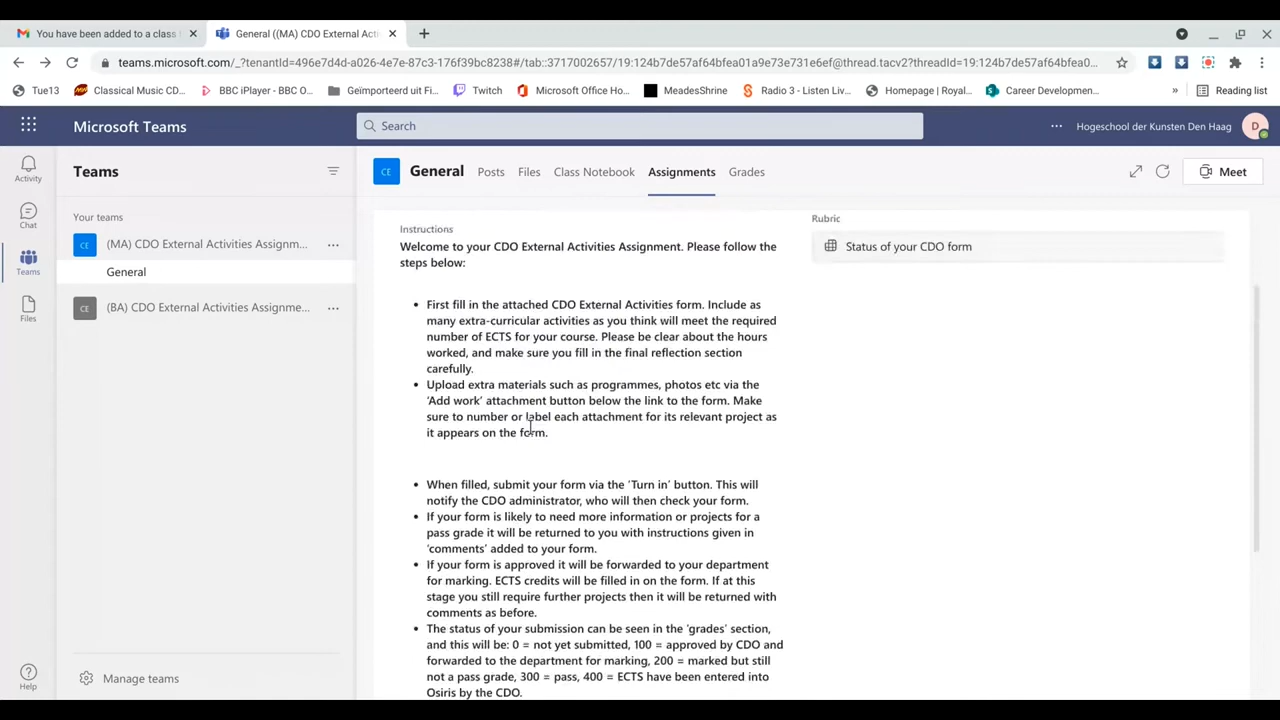 You have been added to a class
General ((MA) CDO External Acti
teams.microsoft.com/_?tenantId=496e7d4d-a026-4e7e-87c3-176f39b08238#/tab::3717002657/19:124b7de57af64bfea01a9e73e731e6ef@thread.tacv2?threadId=19:124b7de57af64bfea0...
Tue13
Classical Music CD...
BBC iPlayer - BBC O...
Geïmporteerd uit Fi...
Twitch
Microsoft Office Ho...
MeadesShrine
Radio 3 - Listen Liv...
Homepage | Royal...
Career Developmen...
»
Reading list
Microsoft Teams
Search
Hogeschool der Kunsten Den Haag
D
Activity
Chat
Teams
Files
Help
Teams
Your teams
CE
(MA) CDO External Activities Assignm...
General
CE
(BA) CDO External Activities Assignme...
Manage teams
CE
General
Posts
Files
Class Notebook
Assignments
Grades
Meet
Instructions
Welcome to your CDO External Activities Assignment. Please follow the
steps below:
• First fill in the attached CDO External Activities form. Include as
many extra-curricular activities as you think will meet the required
number of ECTS for your course. Please be clear about the hours
worked, and make sure you fill in the final reflection section
carefully.
• Upload extra materials such as programmes, photos etc via the
'Add work' attachment button below the link to the form. Make
sure to number or label each attachment for its relevant project as
it appears on the form.
• When filled, submit your form via the 'Turn in' button. This will
notify the CDO administrator, who will then check your form.
• If your form is likely to need more information or projects for a
pass grade it will be returned to you with instructions given in
'comments' added to your form.
• If your form is approved it will be forwarded to your department
for marking. ECTS credits will be filled in on the form. If at this
stage you still require further projects then it will be returned with
comments as before.
• The status of your submission can be seen in the 'grades' section,
and this will be: 0 = not yet submitted, 100 = approved by CDO and
forwarded to the department for marking, 200 = marked but still
not a pass grade, 300 = pass, 400 = ECTS have been entered into
Osiris by the CDO.
Rubric
Status of your CDO form